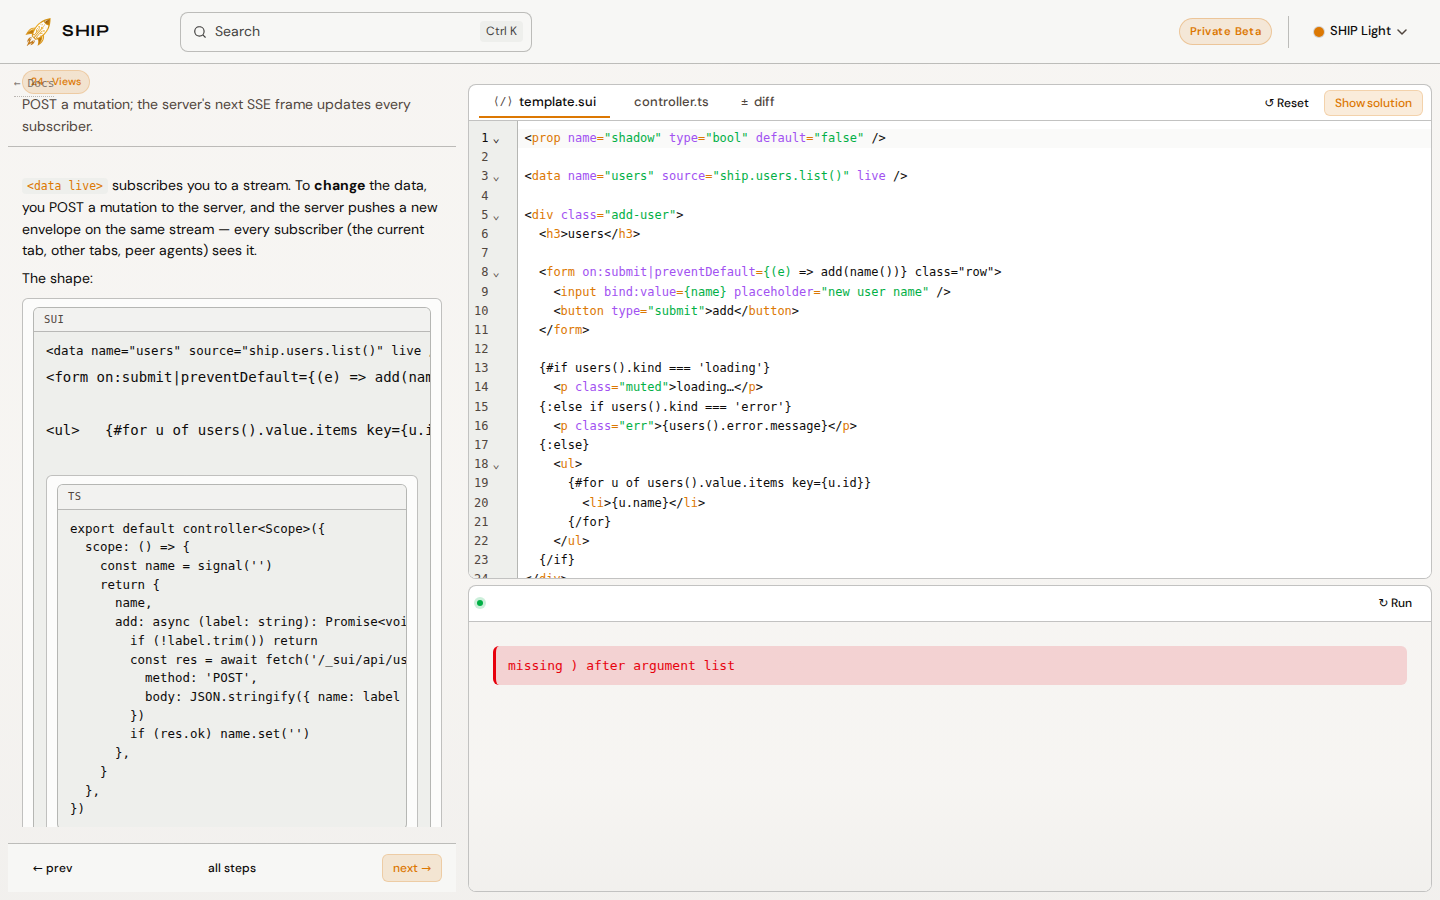 SHIP
Search
Ctrl K
Private Beta
SHIP Light
← Docs
04 · Views
POST a mutation; the server's next SSE frame updates every
subscriber.
<data live> subscribes you to a stream. To change the data,
you POST a mutation to the server, and the server pushes a new
envelope on the same stream — every subscriber (the current
tab, other tabs, peer agents) sees it.
The shape:
SUI
<data name="users" source="ship.users.list()" live
<form on:submit|preventDefault={(e) => add(nam
<ul>   {#for u of users().value.items key={u.i
TS
export default controller<Scope>({
  scope: () => {
    const name = signal('')
    return {
      name,
      add: async (label: string): Promise<voi
        if (!label.trim()) return
        const res = await fetch('/_sui/api/us
          method: 'POST',
          body: JSON.stringify({ name: label
        })
        if (res.ok) name.set('')
      },
    }
  },
})
← prev
all steps
next →
template.sui
controller.ts
± diff
↺ Reset
Show solution
1 <prop name="shadow" type="bool" default="false" />
2
3 <data name="users" source="ship.users.list()" live />
4
5 <div class="add-user">
6   <h3>users</h3>
7
8   <form on:submit|preventDefault={(e) => add(name())} class="row">
9     <input bind:value={name} placeholder="new user name" />
10     <button type="submit">add</button>
11   </form>
12
13   {#if users().kind === 'loading'}
14     <p class="muted">loading…</p>
15   {:else if users().kind === 'error'}
16     <p class="err">{users().error.message}</p>
17   {:else}
18     <ul>
19       {#for u of users().value.items key={u.id}}
20         <li>{u.name}</li>
21       {/for}
22     </ul>
23   {/if}
24 </div>
↻ Run
missing ) after argument list